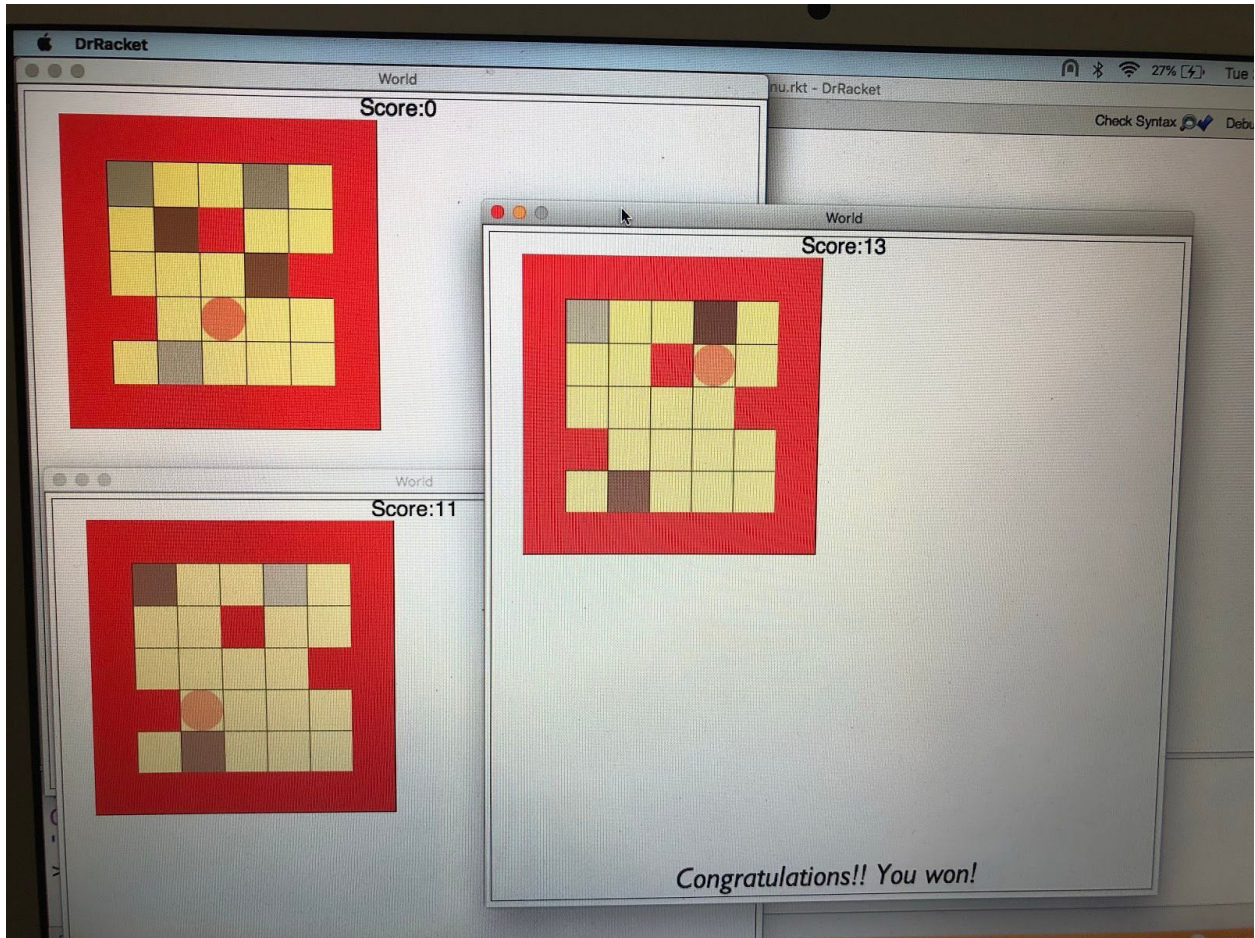 DrRacket
27%
Tue
World
nu.rkt - DrRacket
Score:0
Check Syntax
Debu
World
Score:13
World
Score:11
Congratulations!! You won!